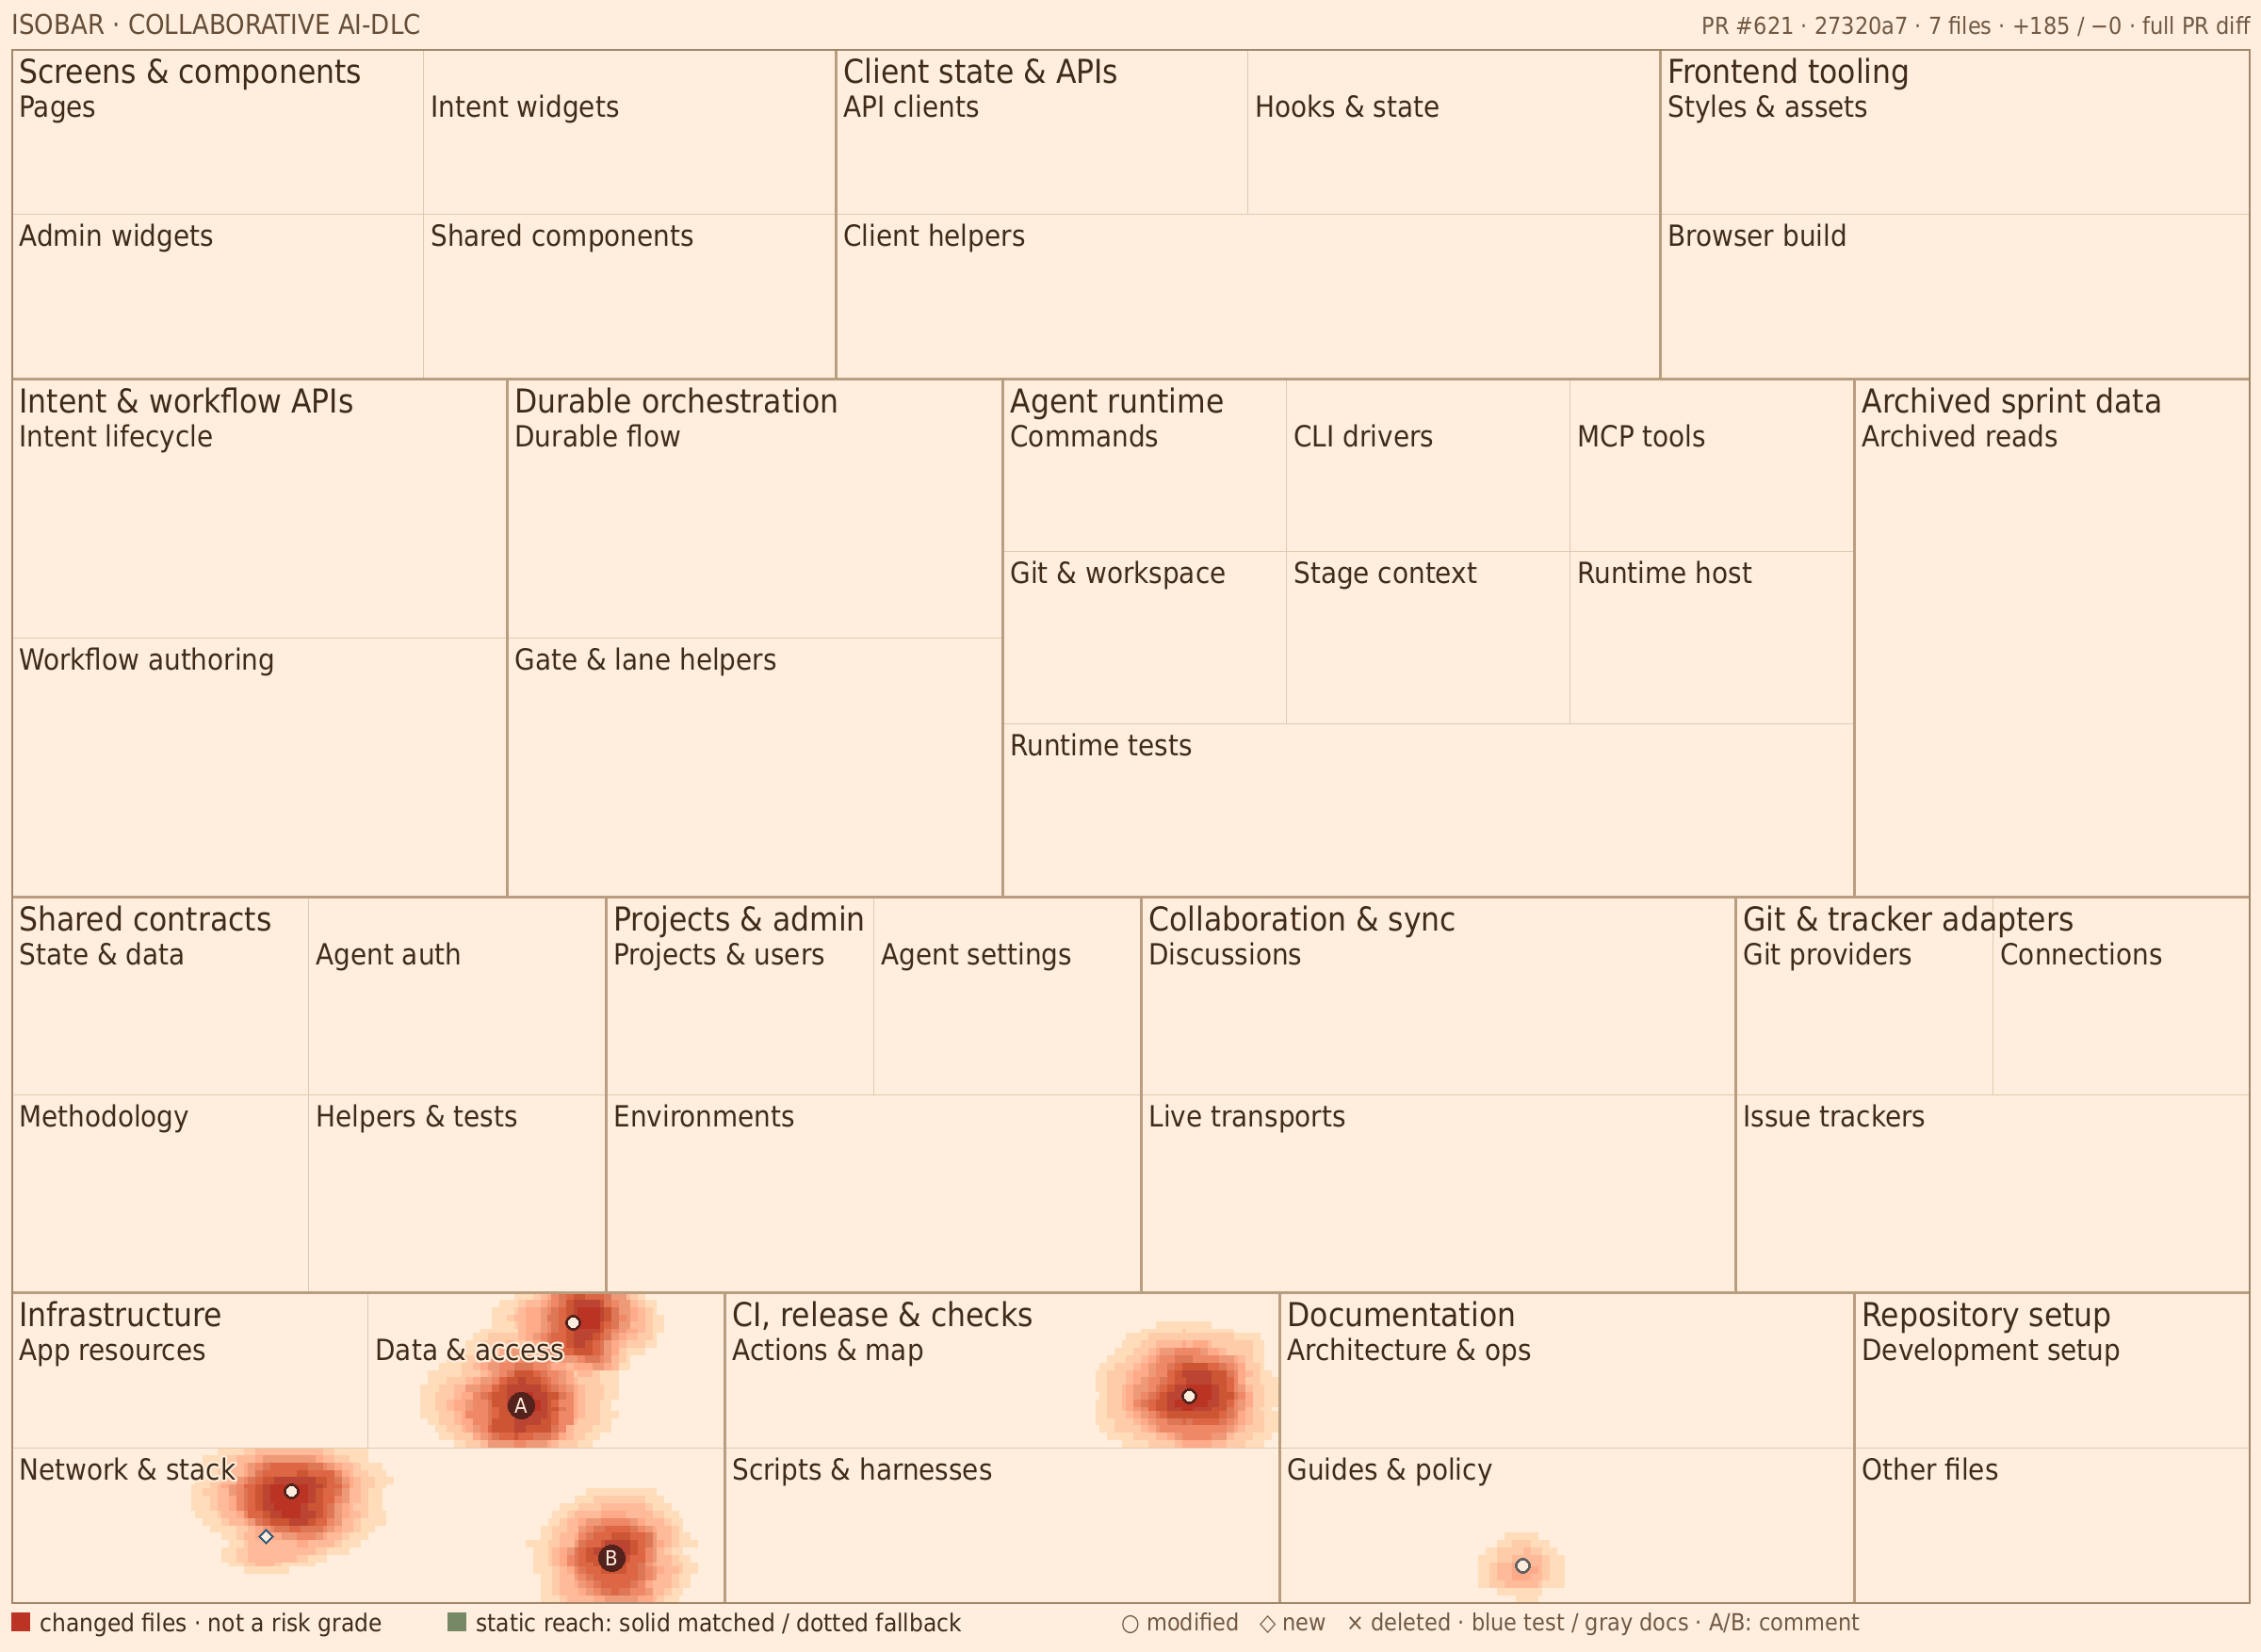 ISOBAR · COLLABORATIVE AI-DLC
PR #621 · 27320a7 · 7 files · +185 / −0 · full PR diff
Screens & components
Pages
Intent widgets
Client state & APIs
API clients
Hooks & state
Frontend tooling
Styles & assets
Admin widgets
Shared components
Client helpers
Browser build
Intent & workflow APIs
Intent lifecycle
Durable orchestration
Durable flow
Agent runtime
Commands
CLI drivers
MCP tools
Archived sprint data
Archived reads
Git & workspace
Stage context
Runtime host
Workflow authoring
Gate & lane helpers
Runtime tests
Shared contracts
State & data
Agent auth
Projects & admin
Projects & users
Agent settings
Collaboration & sync
Discussions
Git & tracker adapters
Git providers
Connections
Methodology
Helpers & tests
Environments
Live transports
Issue trackers
Infrastructure
App resources
Data & access
A
CI, release & checks
Actions & map
Documentation
Architecture & ops
Repository setup
Development setup
Network & stack
B
Scripts & harnesses
Guides & policy
Other files
changed files · not a risk grade
static reach: solid matched / dotted fallback
○ modified ◇ new × deleted · blue test / gray docs · A/B: comment